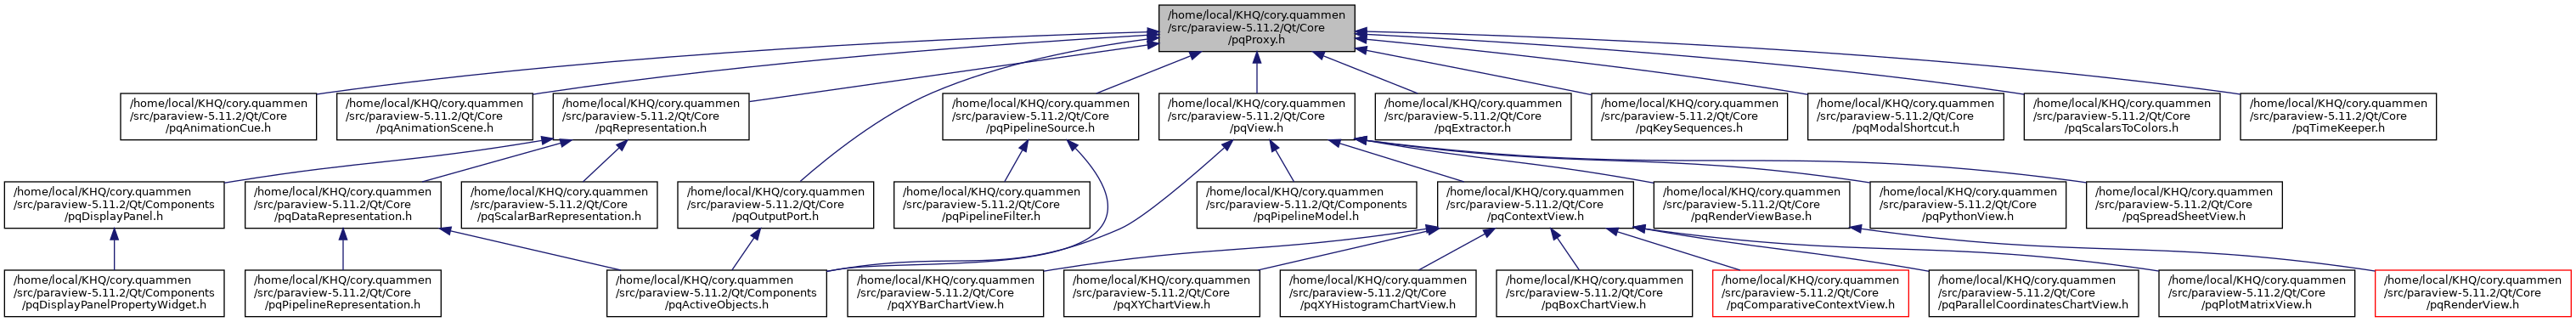 /home/local/KHQ/cory.quammen
/src/paraview-5.11.2/Qt/Core
/pqProxy.h
/home/local/KHQ/cory.quammen
/src/paraview-5.11.2/Qt/Core
/pqAnimationCue.h
/home/local/KHQ/cory.quammen
/src/paraview-5.11.2/Qt/Core
/pqAnimationScene.h
/home/local/KHQ/cory.quammen
/src/paraview-5.11.2/Qt/Core
/pqRepresentation.h
/home/local/KHQ/cory.quammen
/src/paraview-5.11.2/Qt/Core
/pqPipelineSource.h
/home/local/KHQ/cory.quammen
/src/paraview-5.11.2/Qt/Core
/pqView.h
/home/local/KHQ/cory.quammen
/src/paraview-5.11.2/Qt/Core
/pqExtractor.h
/home/local/KHQ/cory.quammen
/src/paraview-5.11.2/Qt/Core
/pqKeySequences.h
/home/local/KHQ/cory.quammen
/src/paraview-5.11.2/Qt/Core
/pqModalShortcut.h
/home/local/KHQ/cory.quammen
/src/paraview-5.11.2/Qt/Core
/pqScalarsToColors.h
/home/local/KHQ/cory.quammen
/src/paraview-5.11.2/Qt/Core
/pqTimeKeeper.h
/home/local/KHQ/cory.quammen
/src/paraview-5.11.2/Qt/Components
/pqDisplayPanel.h
/home/local/KHQ/cory.quammen
/src/paraview-5.11.2/Qt/Core
/pqDataRepresentation.h
/home/local/KHQ/cory.quammen
/src/paraview-5.11.2/Qt/Core
/pqScalarBarRepresentation.h
/home/local/KHQ/cory.quammen
/src/paraview-5.11.2/Qt/Core
/pqOutputPort.h
/home/local/KHQ/cory.quammen
/src/paraview-5.11.2/Qt/Core
/pqPipelineFilter.h
/home/local/KHQ/cory.quammen
/src/paraview-5.11.2/Qt/Components
/pqPipelineModel.h
/home/local/KHQ/cory.quammen
/src/paraview-5.11.2/Qt/Core
/pqContextView.h
/home/local/KHQ/cory.quammen
/src/paraview-5.11.2/Qt/Core
/pqRenderViewBase.h
/home/local/KHQ/cory.quammen
/src/paraview-5.11.2/Qt/Core
/pqPythonView.h
/home/local/KHQ/cory.quammen
/src/paraview-5.11.2/Qt/Core
/pqSpreadSheetView.h
/home/local/KHQ/cory.quammen
/src/paraview-5.11.2/Qt/Components
/pqDisplayPanelPropertyWidget.h
/home/local/KHQ/cory.quammen
/src/paraview-5.11.2/Qt/Core
/pqPipelineRepresentation.h
/home/local/KHQ/cory.quammen
/src/paraview-5.11.2/Qt/Components
/pqActiveObjects.h
/home/local/KHQ/cory.quammen
/src/paraview-5.11.2/Qt/Core
/pqXYBarChartView.h
/home/local/KHQ/cory.quammen
/src/paraview-5.11.2/Qt/Core
/pqXYChartView.h
/home/local/KHQ/cory.quammen
/src/paraview-5.11.2/Qt/Core
/pqXYHistogramChartView.h
/home/local/KHQ/cory.quammen
/src/paraview-5.11.2/Qt/Core
/pqBoxChartView.h
/home/local/KHQ/cory.quammen
/src/paraview-5.11.2/Qt/Core
/pqComparativeContextView.h
/home/local/KHQ/cory.quammen
/src/paraview-5.11.2/Qt/Core
/pqParallelCoordinatesChartView.h
/home/local/KHQ/cory.quammen
/src/paraview-5.11.2/Qt/Core
/pqPlotMatrixView.h
/home/local/KHQ/cory.quammen
/src/paraview-5.11.2/Qt/Core
/pqRenderView.h